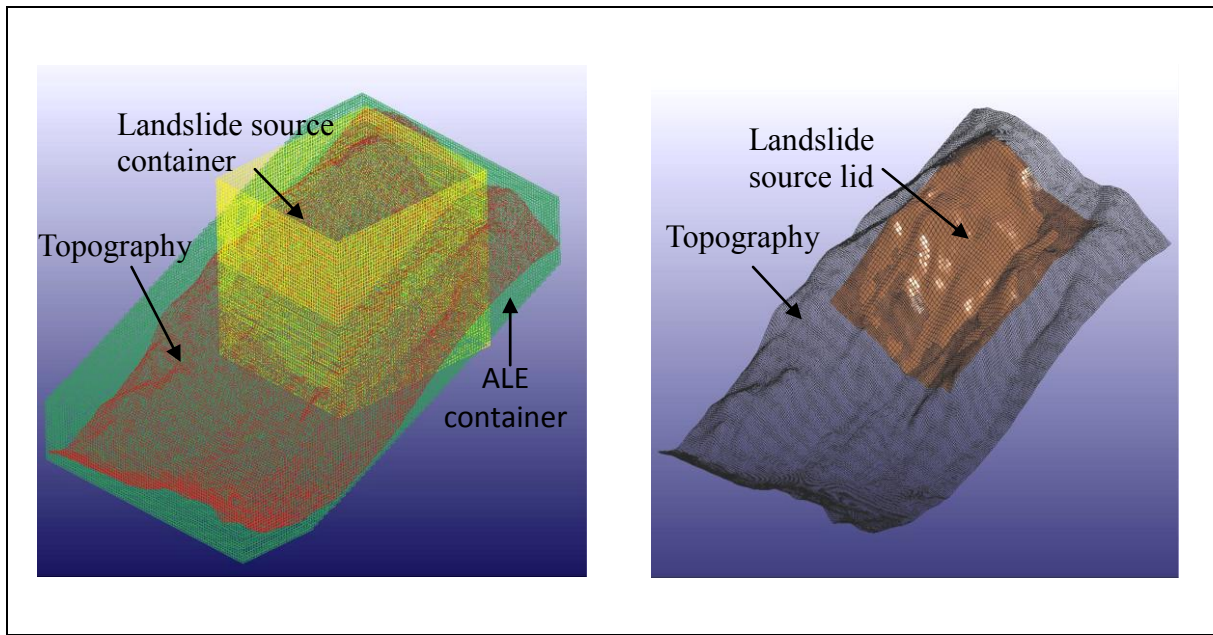 Landslide source
container
Topography
ALE
container
Landslide
source lid
Topography